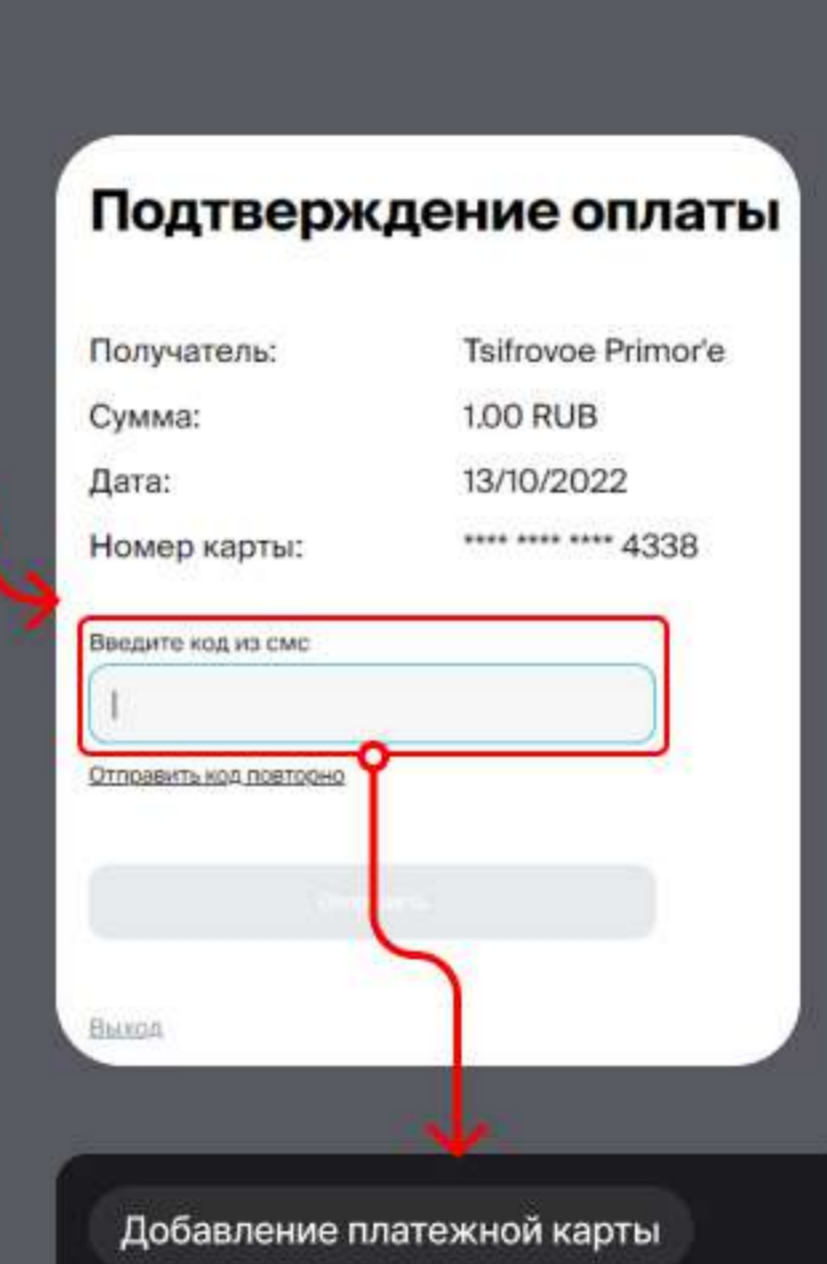 Подтверждение оплаты
Получатель: Tsifrovoe Primor'e
Сумма: 1.00 RUB
Дата: 13/10/2022
Номер карты: **** **** **** 4338
Введите код из смс
Отправить код повторно
Выход
Добавление платежной карты